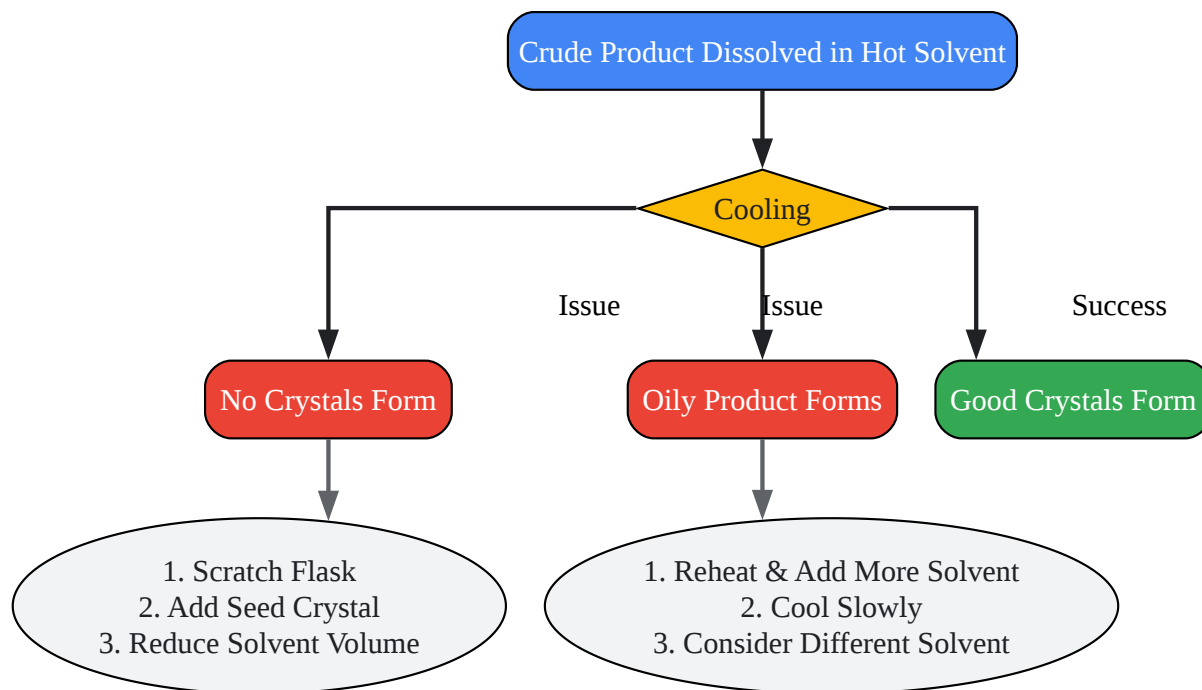 Crude Product Dissolved in Hot Solvent
Cooling
Issue
Issue
Success
No Crystals Form
Oily Product Forms
Good Crystals Form
1. Scratch Flask
2. Add Seed Crystal
3. Reduce Solvent Volume
1. Reheat & Add More Solvent
2. Cool Slowly
3. Consider Different Solvent